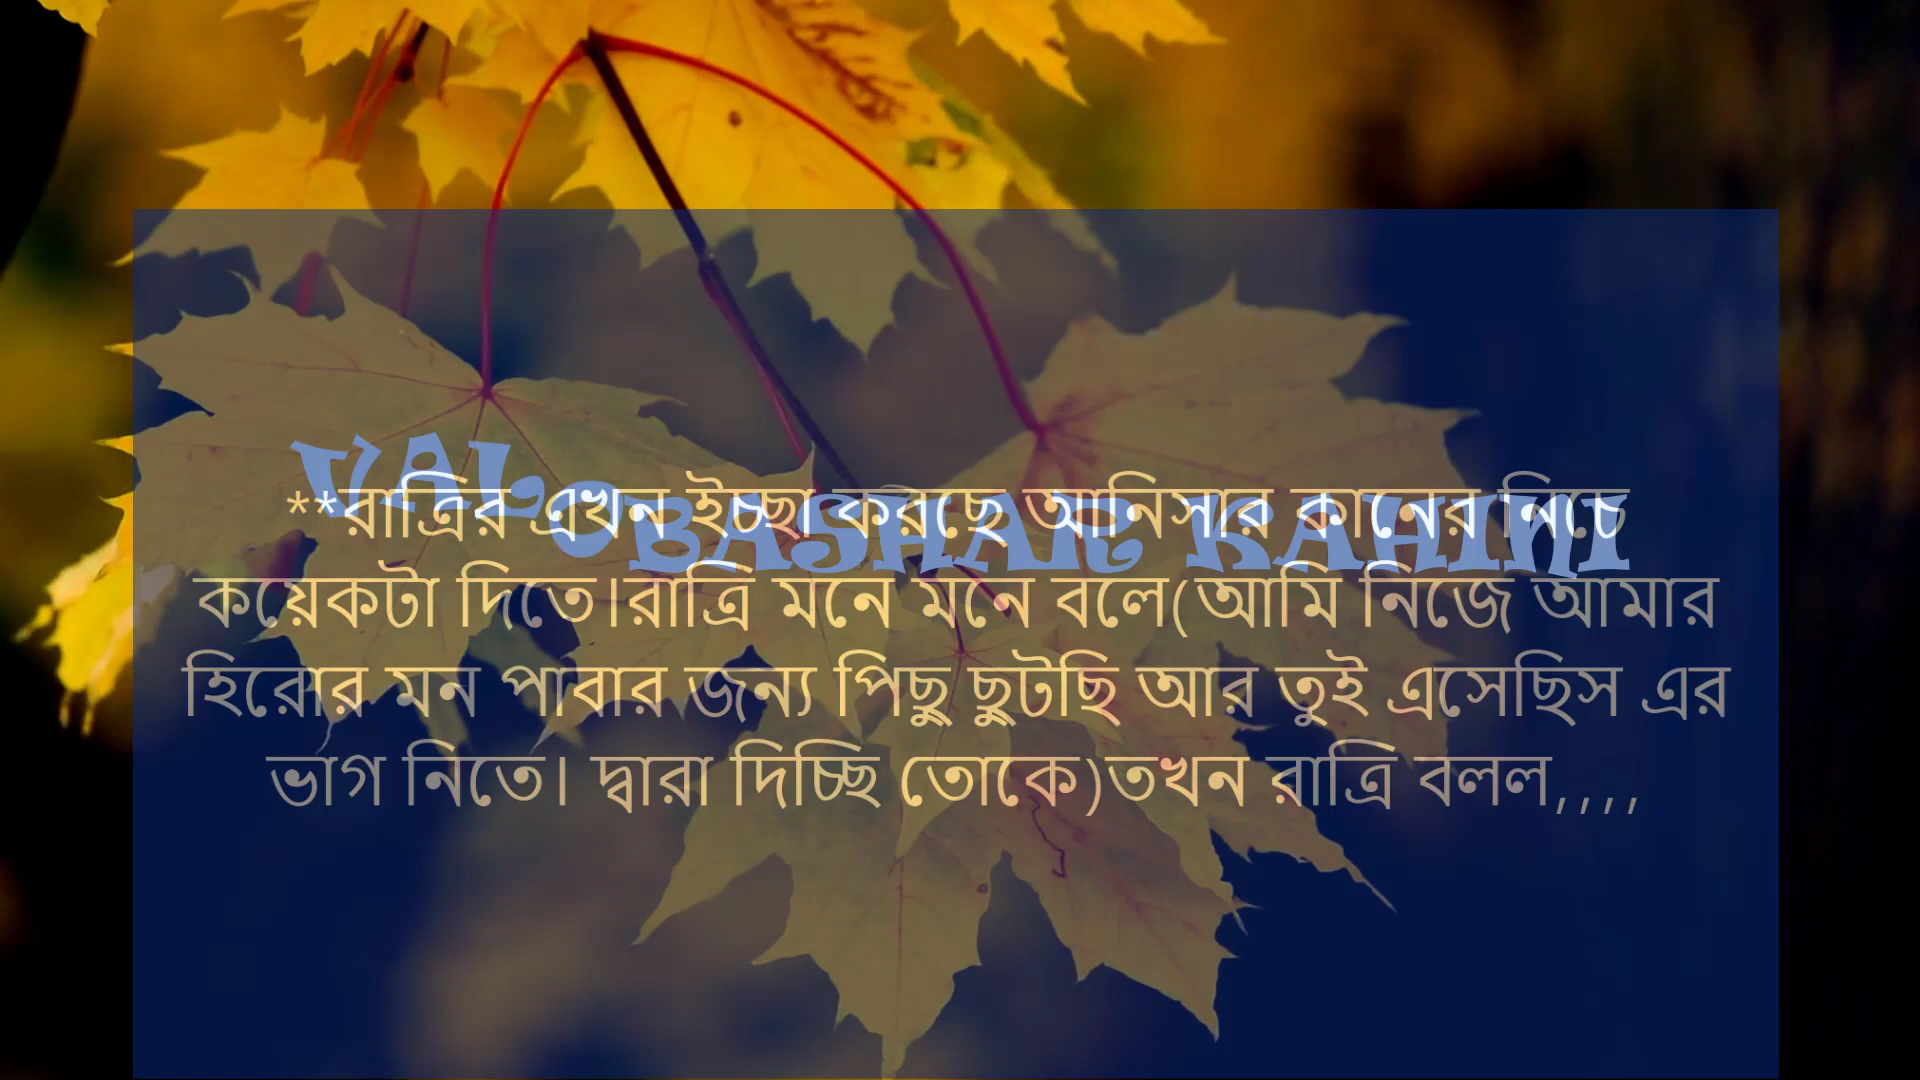 VALOBASHAR KAHINI
**রাত্রির এখন ইচ্ছা করছে আনিসার কানের নিচে
কয়েকটা দিতে।রাত্রি মনে মনে বলে(আমি নিজে আমার
হিরোর মন পাবার জন্য পিছু ছুটছি আর তুই এসেছিস এর
ভাগ নিতে। দ্বারা দিচ্ছি তোকে)তখন রাত্রি বলল,,,,